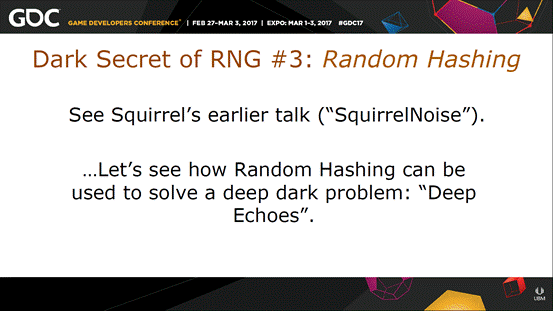 GDC
GAME DEVELOPERS CONFERENCE® | FEB 27-MAR 3, 2017 | EXPO: MAR 1-3, 2017 #GDC17
Dark Secret of RNG #3: Random Hashing
See Squirrel's earlier talk (“SquirrelNoise”).
…Let's see how Random Hashing can be
used to solve a deep dark problem: “Deep
Echoes”.
UBM